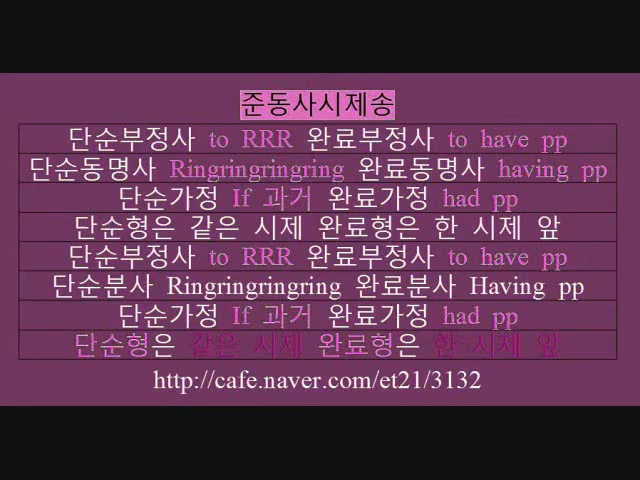 준동사시제송
단순부정사 to RRR 완료부정사 to have pp
단순동명사 Ringringringring 완료동명사 having pp
단순가정 If 과거 완료가정 had pp
단순형은 같은 시제 완료형은 한 시제 앞
단순부정사 to RRR 완료부정사 to have pp
단순분사 Ringringringring 완료분사 Having pp
단순가정 If 과거 완료가정 had pp
단순형은 같은 시제 완료형은 한 시제 앞
http://cafe.naver.com/et21/3132